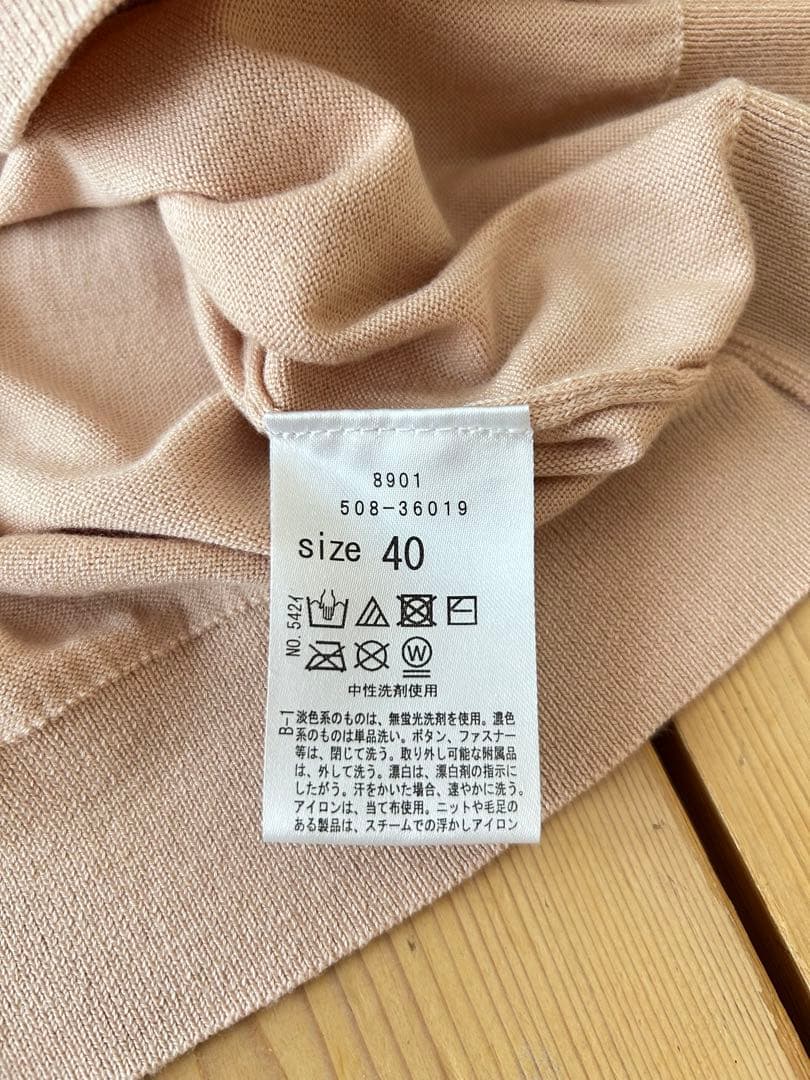 8901
508-36019
size 40
NO. 542イ
W
中性洗剤使用
B-1
淡色系のものは、無蛍光洗剤を使用。濃色
系のものは単品洗い。ボタン、ファスナー
等は、閉じて洗う。取り外し可能な附属品
は、外して洗う。漂白は、漂白剤の指示に
したがう。汗をかいた場合、速やかに洗う。
アイロンは、当て布使用。ニットや毛足の
ある製品は、スチームでの浮かしアイロン